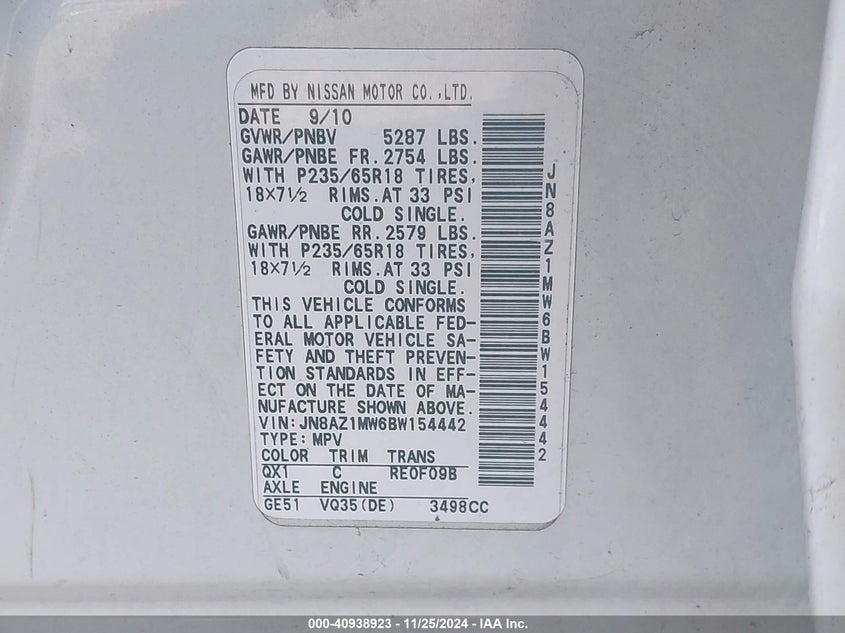 MFD BY NISSAN MOTOR CO.,LTD.
DATE 9/10
GVWR/PNBV 5287 LBS.
GAWR/PNBE FR. 2754 LBS.
WITH P235/65R18 TIRES,
18×7½ RIMS.AT 33 PSI
COLD SINGLE.
GAWR/PNBE RR. 2579 LBS.
WITH P235/65R18 TIRES,
18×7½ RIMS.AT 33 PSI
COLD SINGLE.
THIS VEHICLE CONFORMS
TO ALL APPLICABLE FED-
ERAL MOTOR VEHICLE SA-
FETY AND THEFT PREVEN-
TION STANDARDS IN EFF-
ECT ON THE DATE OF MA-
NUFACTURE SHOWN ABOVE.
VIN:JN8AZ1MW6BW154442
TYPE:MPV
COLOR TRIM TRANS
QX1 C RE0F09B
AXLE ENGINE
GE51 VQ35(DE) 3498CC
JN8AZ1MW6BW154442
000-40938923 - 11/25/2024 - IAA Inc.